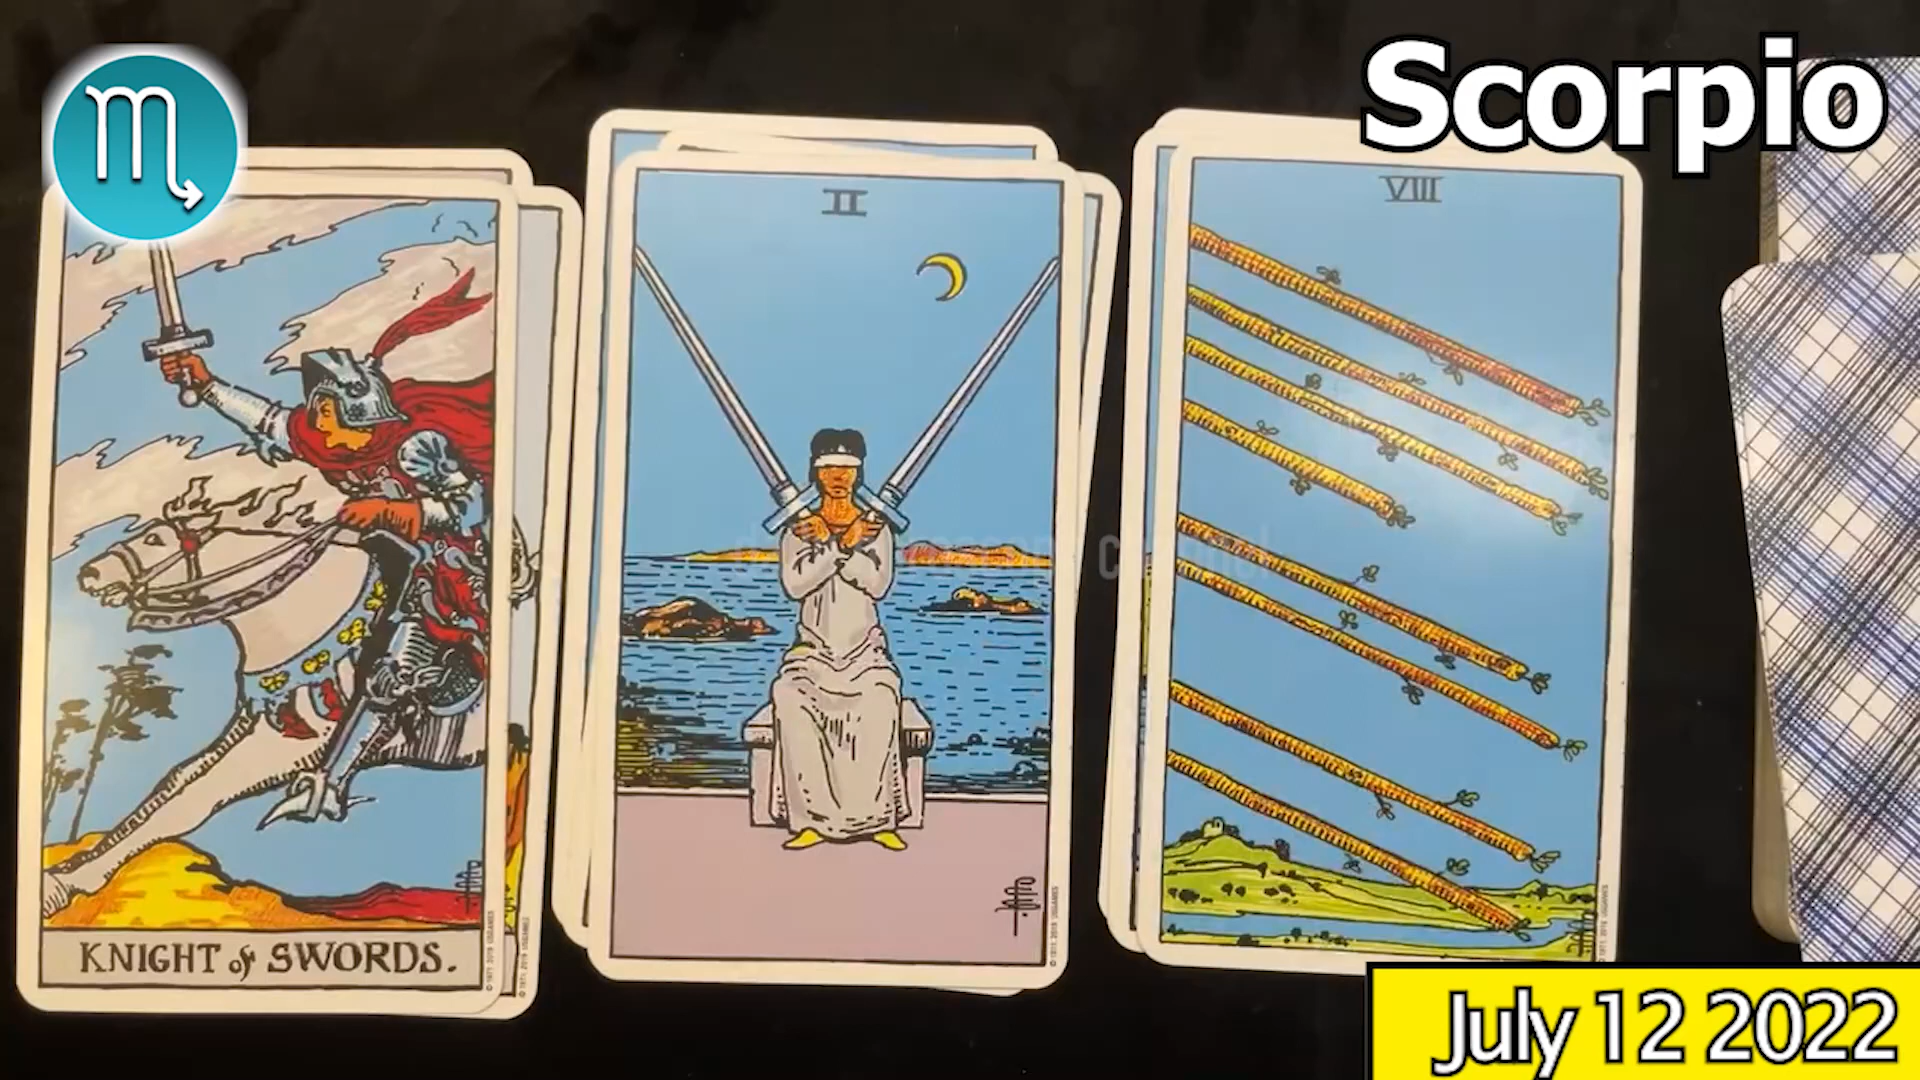 Scorpio
II
VIII
KNIGHT of SWORDS.
July 12 2022